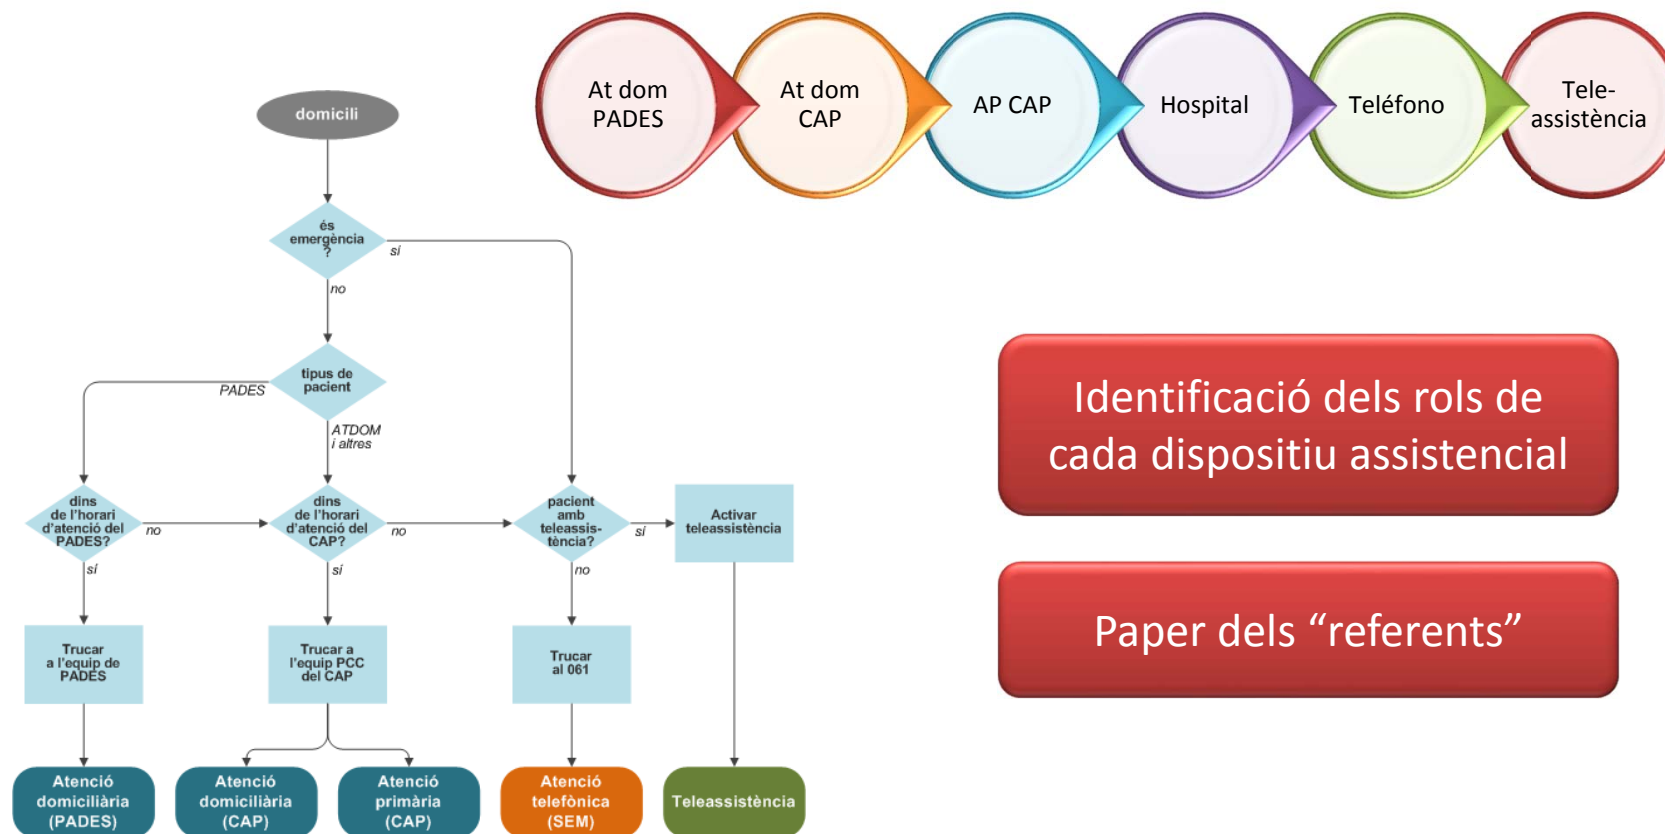 At dom
PADES
At dom
CAP
AP CAP
Hospital
Teléfono
Tele-
assistència
domicili
és
emergència
?
sí
no
tipus de
pacient
PADES
ATDOM
i altres
dins
de l'horari
d'atenció del
PADES?
no
sí
dins
de l'horari
d'atenció del
CAP?
no
sí
pacient
amb
teleassis-
tència?
sí
no
Activar
teleassistència
Trucar
a l'equip de
PADES
Trucar a
l'equip PCC
del CAP
Trucar
al 061
Atenció
domiciliària
(PADES)
Atenció
domiciliària
(CAP)
Atenció
primària
(CAP)
Atenció
telefònica
(SEM)
Teleassistència
Identificació dels rols de
cada dispositiu assistencial
Paper dels “referents”